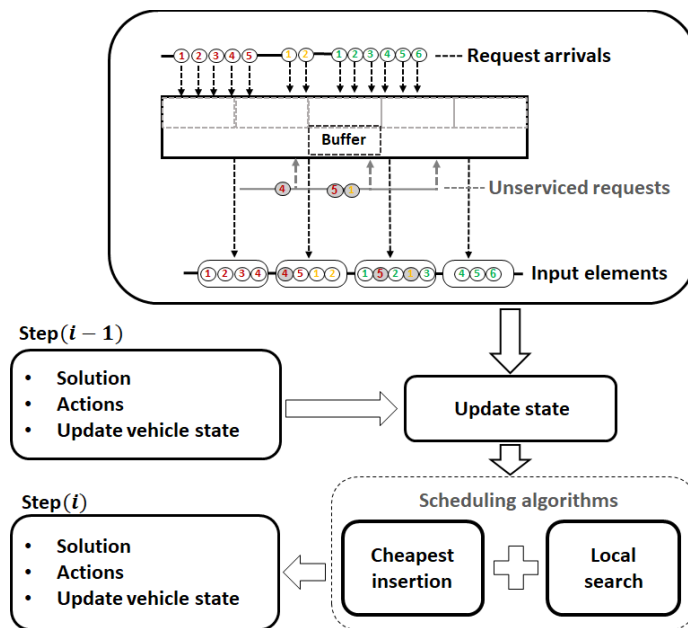 1 2 3 4 5 1 2 1 2 3 4 5 6 Request arrivals
Buffer
4 5 1 Unserviced requests
1 2 3 4 4 5 1 2 1 5 2 1 3 4 5 6 Input elements
Step(i − 1)
• Solution
• Actions
• Update vehicle state
Update state
Step(i)
• Solution
• Actions
• Update vehicle state
Scheduling algorithms
Cheapest
insertion
Local
search